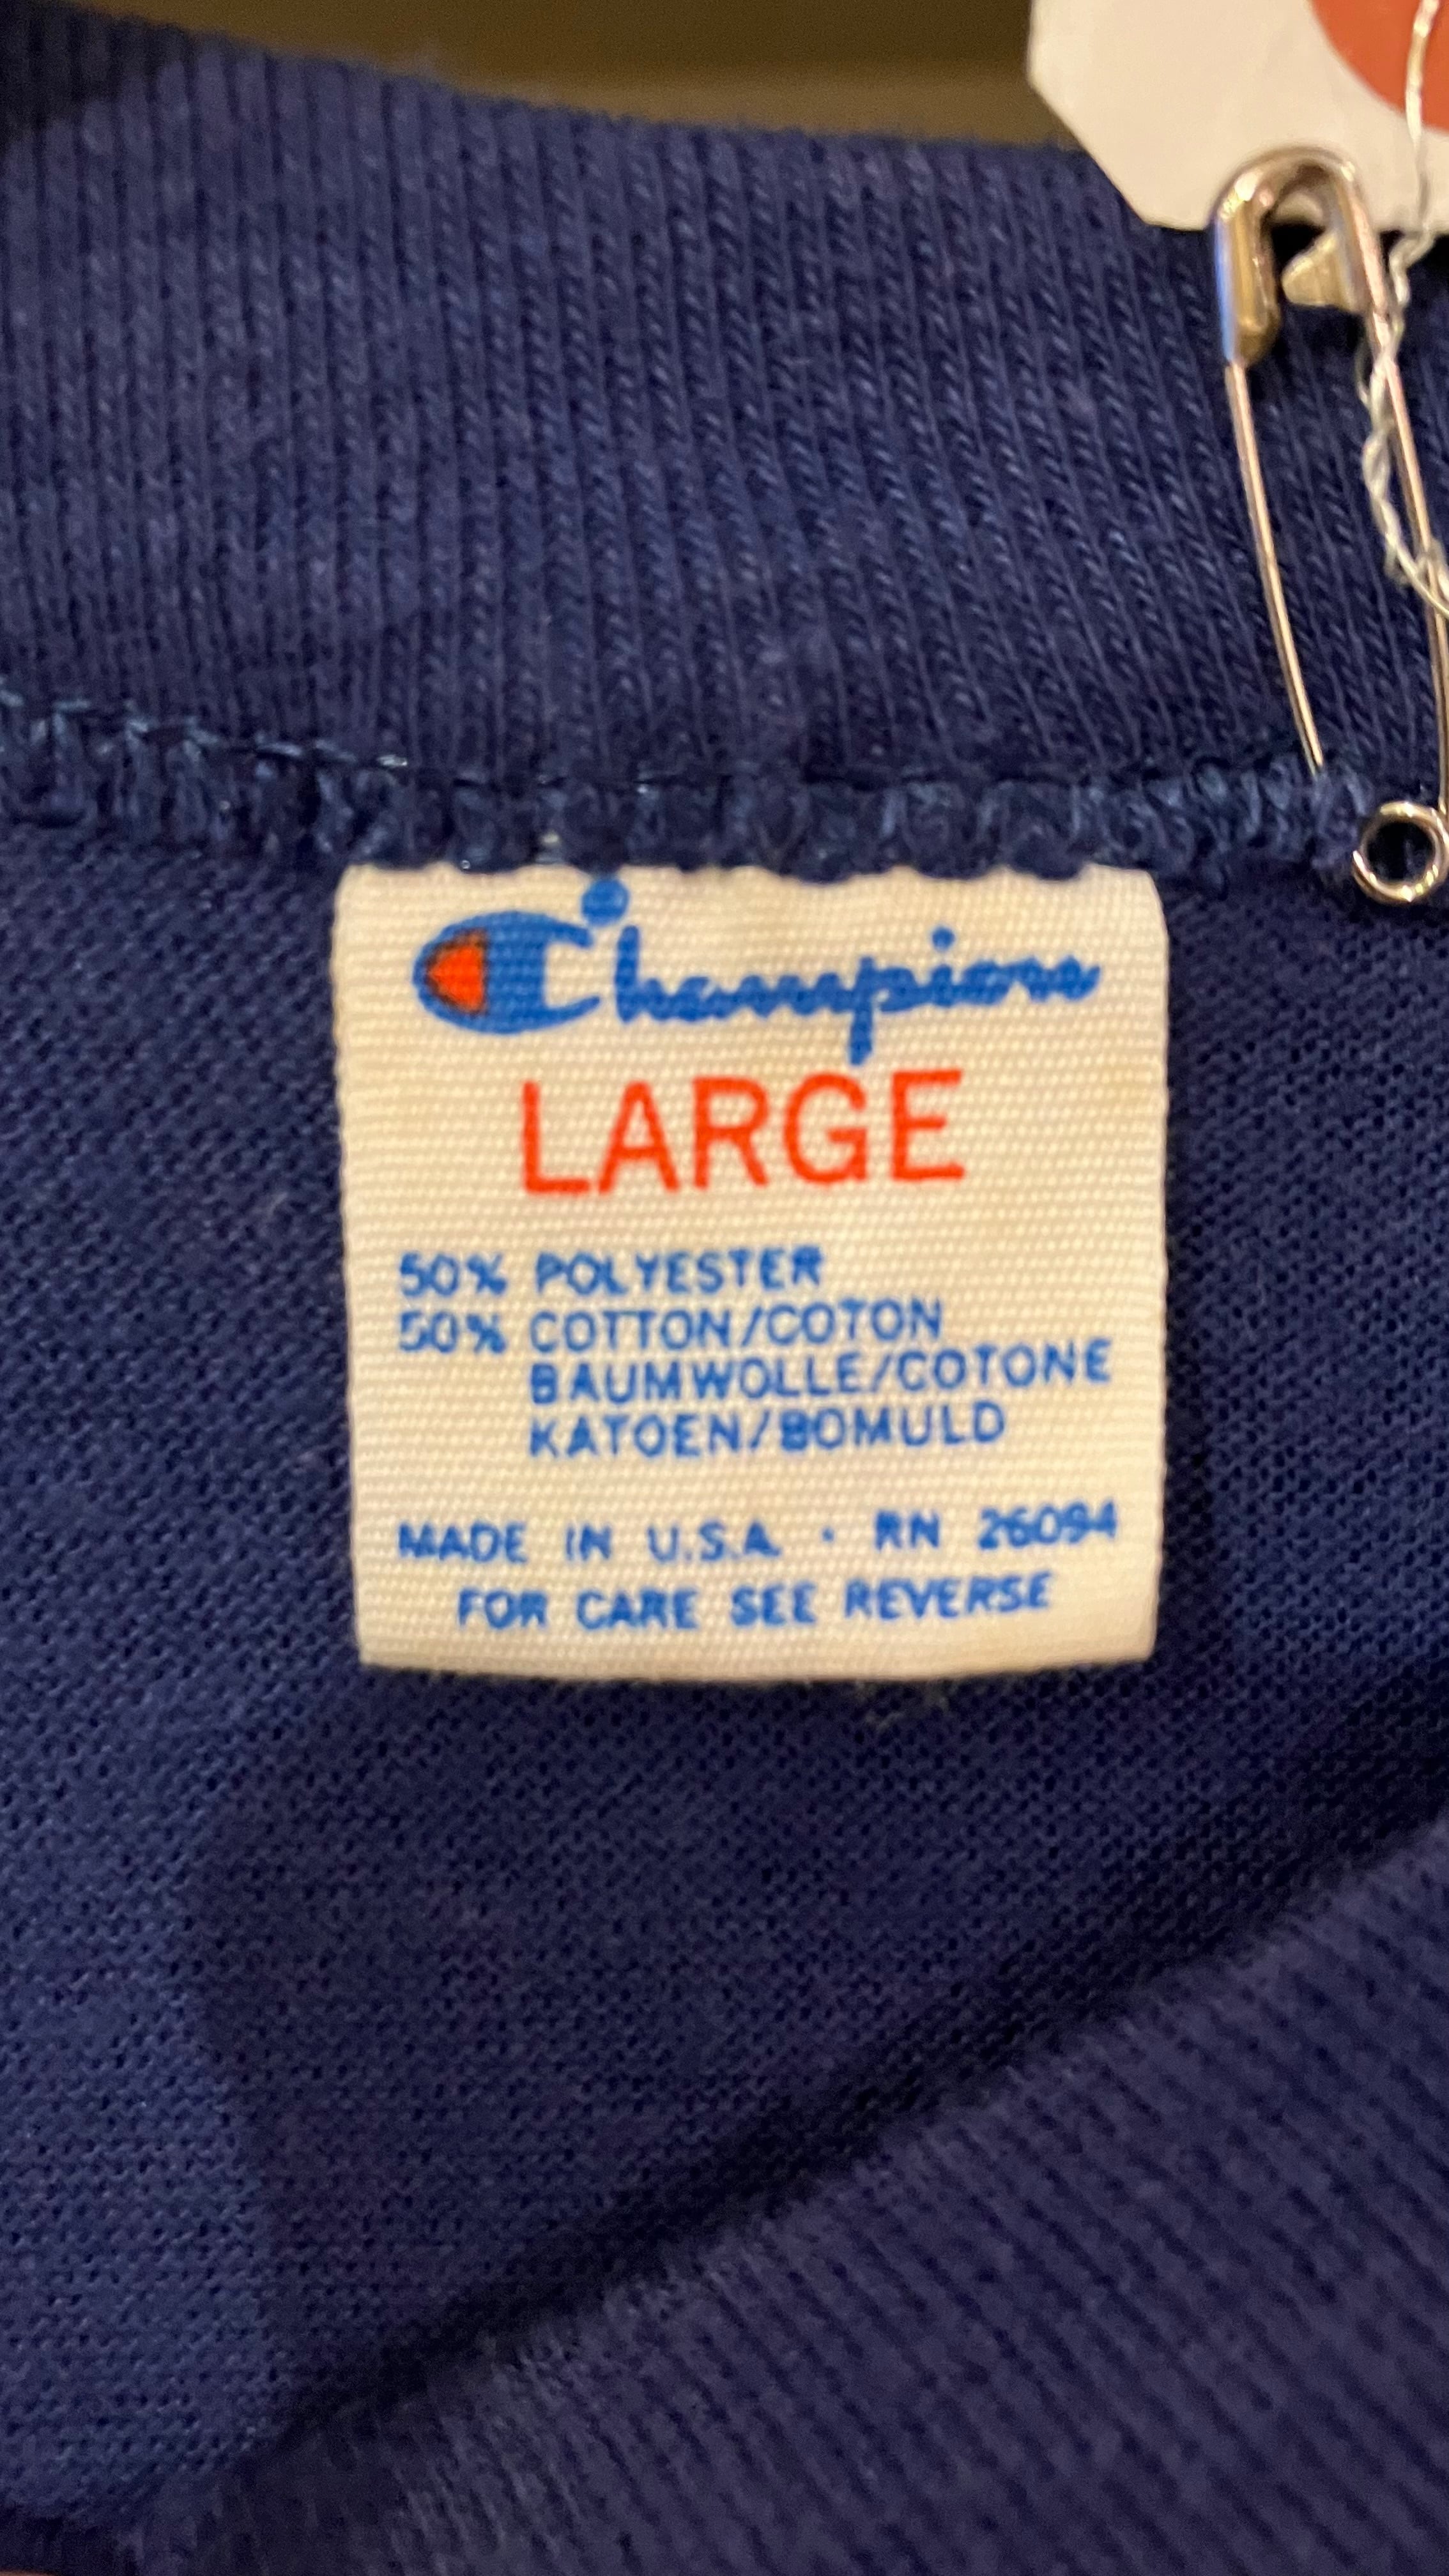 Champion
LARGE
50% POLYESTER
50% COTTON/COTON
BAUMWOLLE/COTONE
KATOEN/BOMULD
MADE IN U.S.A. · RN 26094
FOR CARE SEE REVERSE